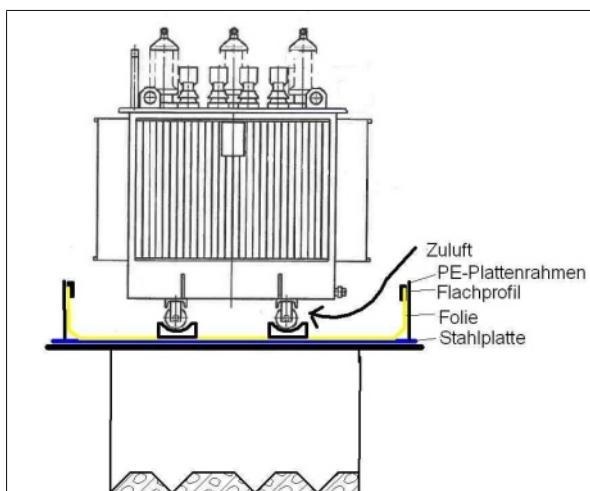 Zuluft
PE-Plattenrahmen
Flachprofil
Folie
Stahlplatte